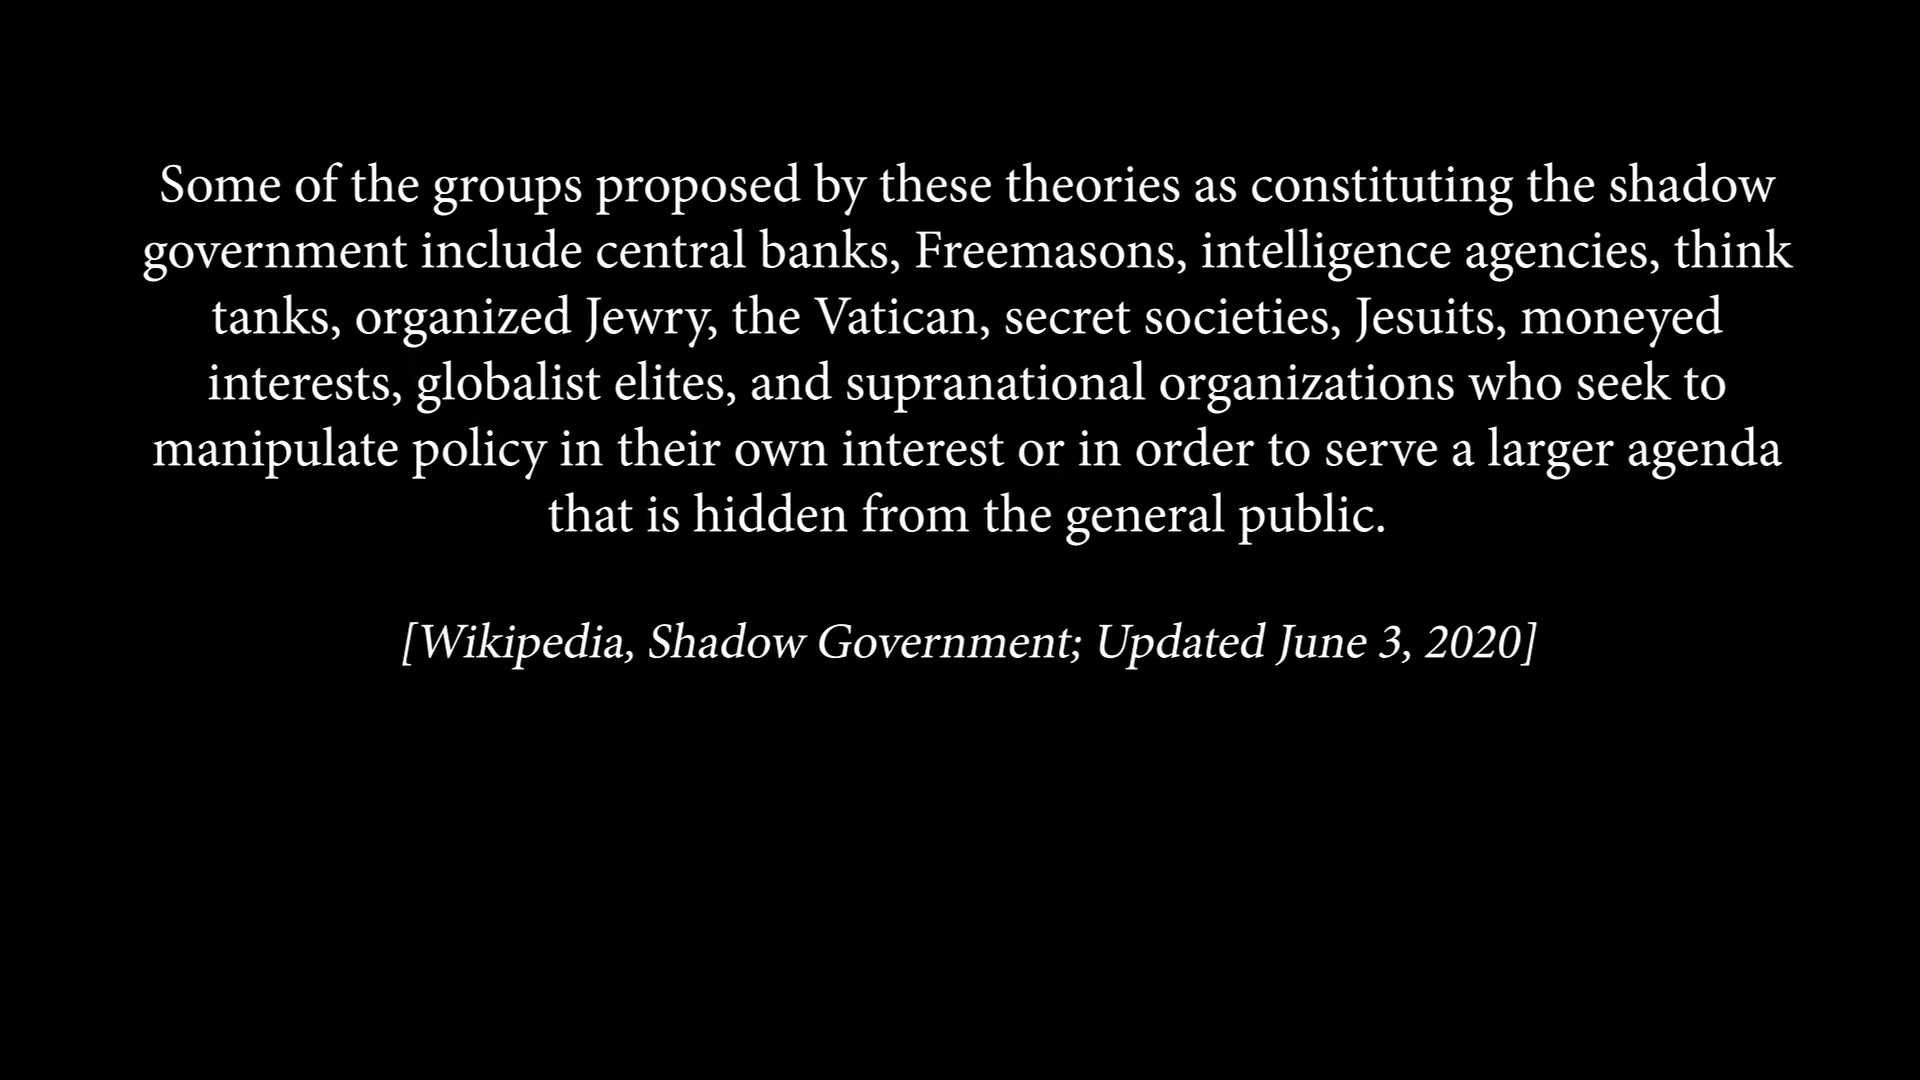 Some of the groups proposed by these theories as constituting the shadow
government include central banks, Freemasons, intelligence agencies, think
tanks, organized Jewry, the Vatican, secret societies, Jesuits, moneyed
interests, globalist elites, and supranational organizations who seek to
manipulate policy in their own interest or in order to serve a larger agenda
that is hidden from the general public.
[Wikipedia, Shadow Government; Updated June 3, 2020]